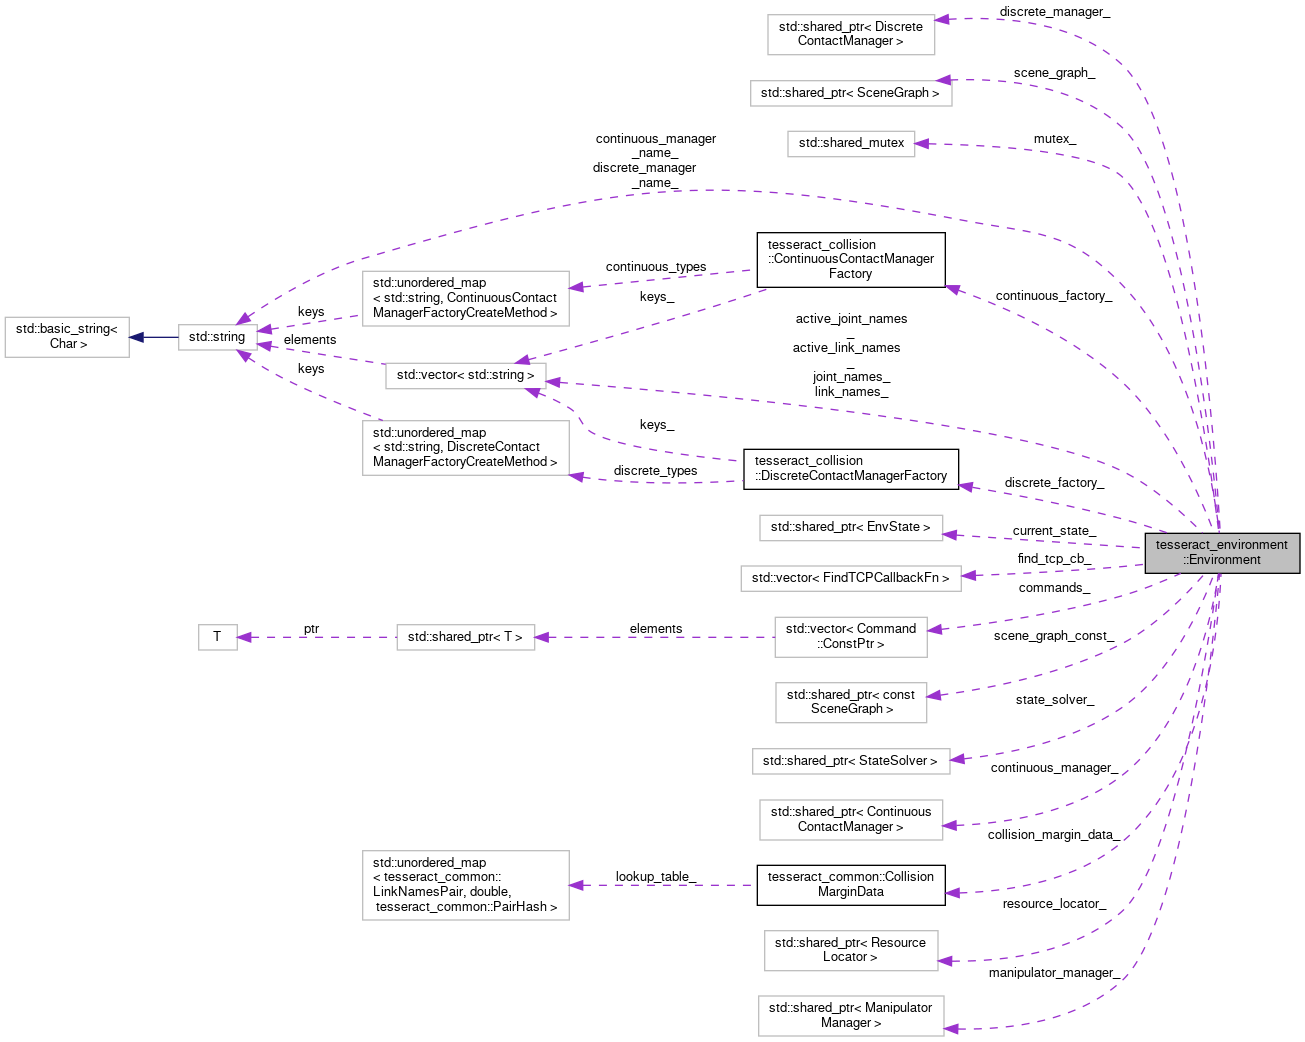 discrete_manager_
std::shared_ptr< Discrete
ContactManager >
scene_graph_
std::shared_ptr< SceneGraph >
mutex_
std::shared_mutex
continuous_manager
_name_
discrete_manager
_name_
tesseract_collision
::ContinuousContactManager
Factory
continuous_types
std::unordered_map
< std::string, ContinuousContact
ManagerFactoryCreateMethod >
keys_
continuous_factory_
keys
std::basic_string<
Char >
std::string
active_joint_names
_
active_link_names
_
joint_names_
link_names_
elements
std::vector< std::string >
keys
keys_
std::unordered_map
< std::string, DiscreteContact
ManagerFactoryCreateMethod >
discrete_types
tesseract_collision
::DiscreteContactManagerFactory
discrete_factory_
std::shared_ptr< EnvState >
current_state_
tesseract_environment
::Environment
find_tcp_cb_
std::vector< FindTCPCallbackFn >
commands_
T
ptr
std::shared_ptr< T >
elements
std::vector< Command
::ConstPtr >
scene_graph_const_
std::shared_ptr< const
SceneGraph >
state_solver_
std::shared_ptr< StateSolver >
continuous_manager_
std::shared_ptr< Continuous
ContactManager >
collision_margin_data_
std::unordered_map
< tesseract_common::
LinkNamesPair, double,
tesseract_common::PairHash >
lookup_table_
tesseract_common::Collision
MarginData
resource_locator_
std::shared_ptr< Resource
Locator >
manipulator_manager_
std::shared_ptr< Manipulator
Manager >